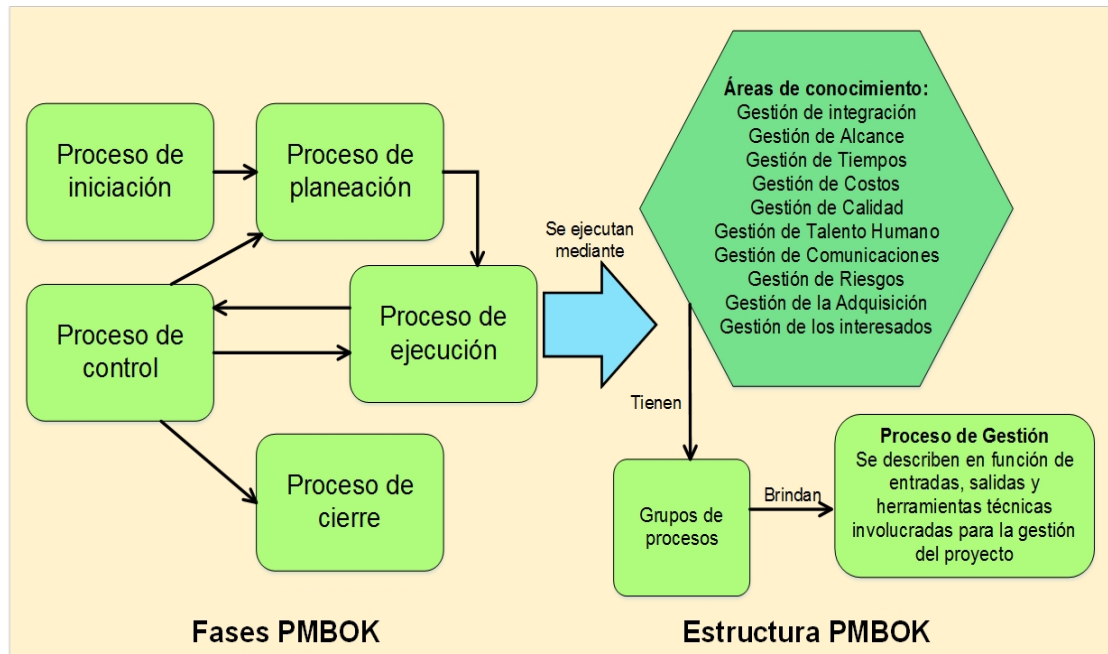 Proceso de
iniciación
Proceso de
planeación
Proceso de
control
Proceso de
ejecución
Proceso de
cierre
Fases PMBOK
Se ejecutan
mediante
Áreas de conocimiento:
Gestión de integración
Gestión de Alcance
Gestión de Tiempos
Gestión de Costos
Gestión de Calidad
Gestión de Talento Humano
Gestión de Comunicaciones
Gestión de Riesgos
Gestión de la Adquisición
Gestión de los interesados
Tienen
Grupos de
procesos
Brindan
Proceso de Gestión
Se describen en función de
entradas, salidas y
herramientas técnicas
involucradas para la gestión
del proyecto
Estructura PMBOK